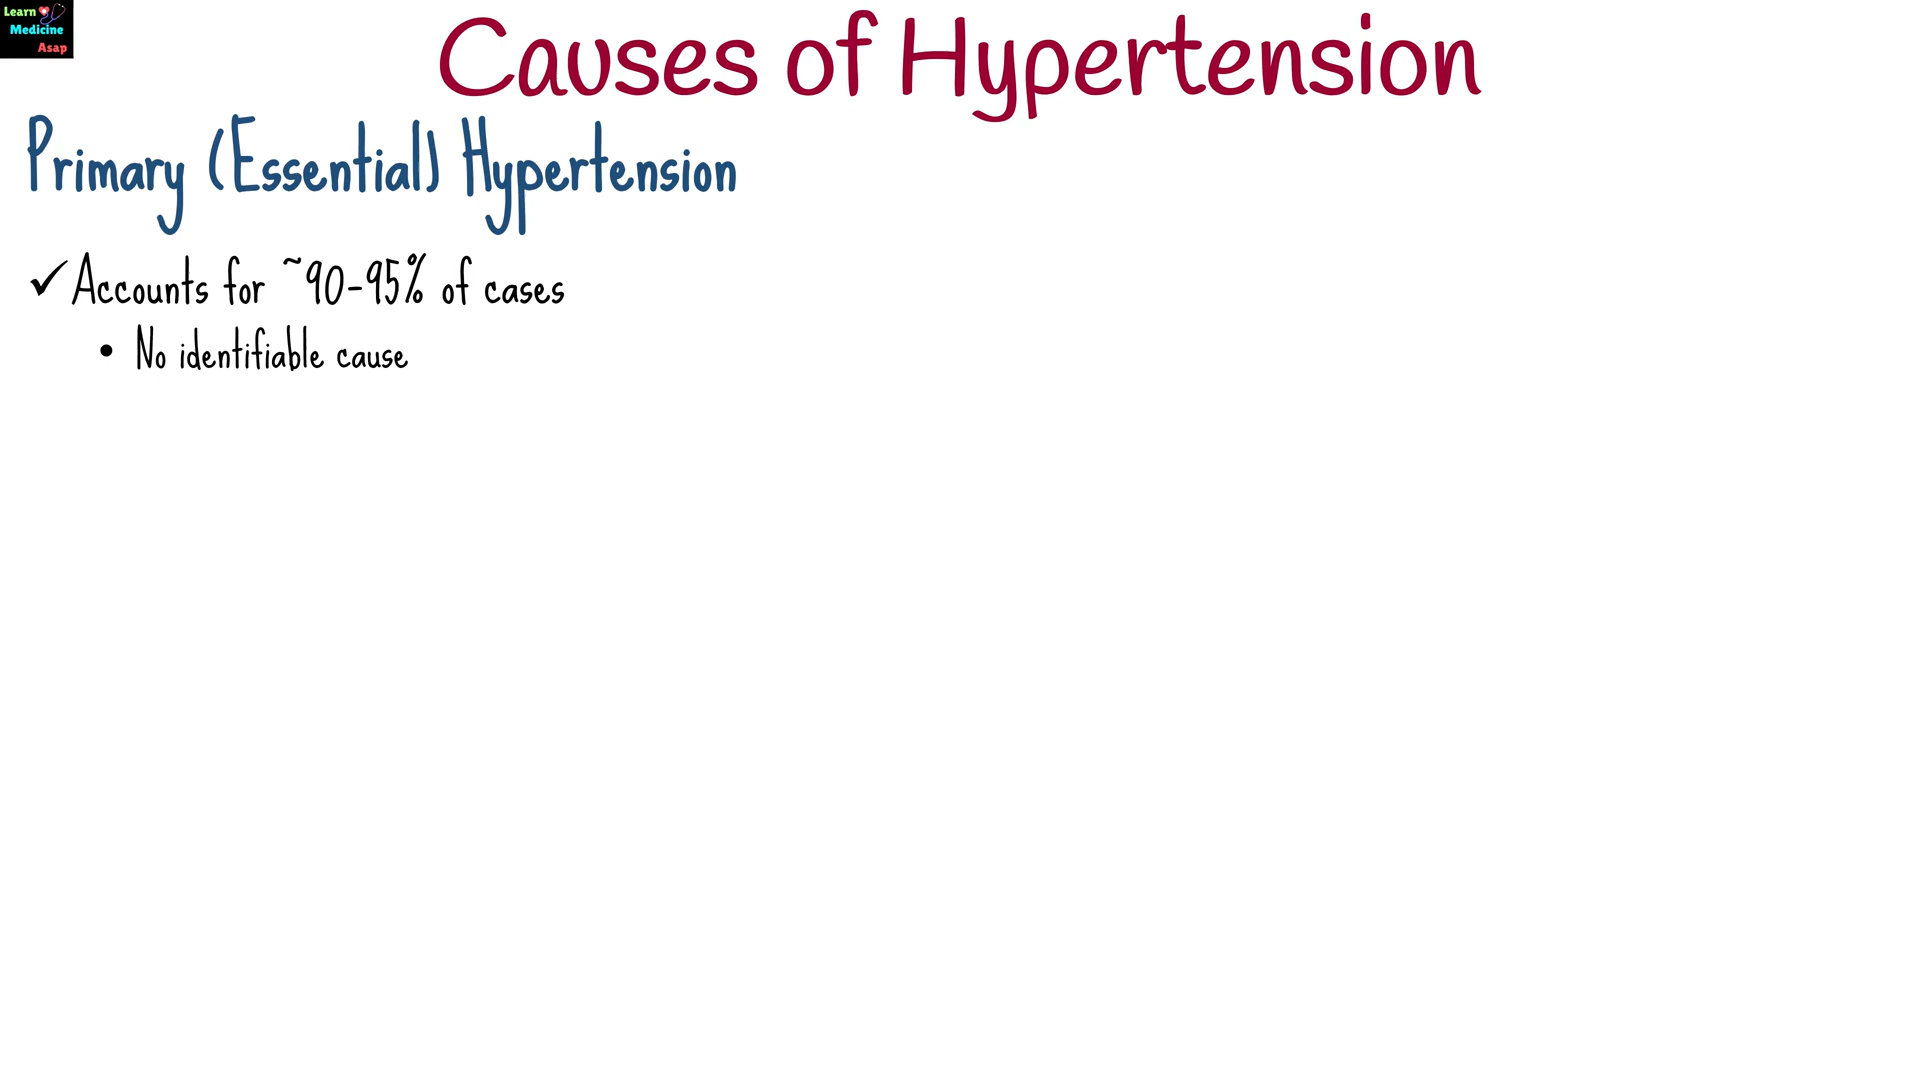 Learn
Medicine
Asap
Causes of Hypertension
Primary (Essential) Hypertension
✓Accounts for ~90-95% of cases
• No identifiable cause